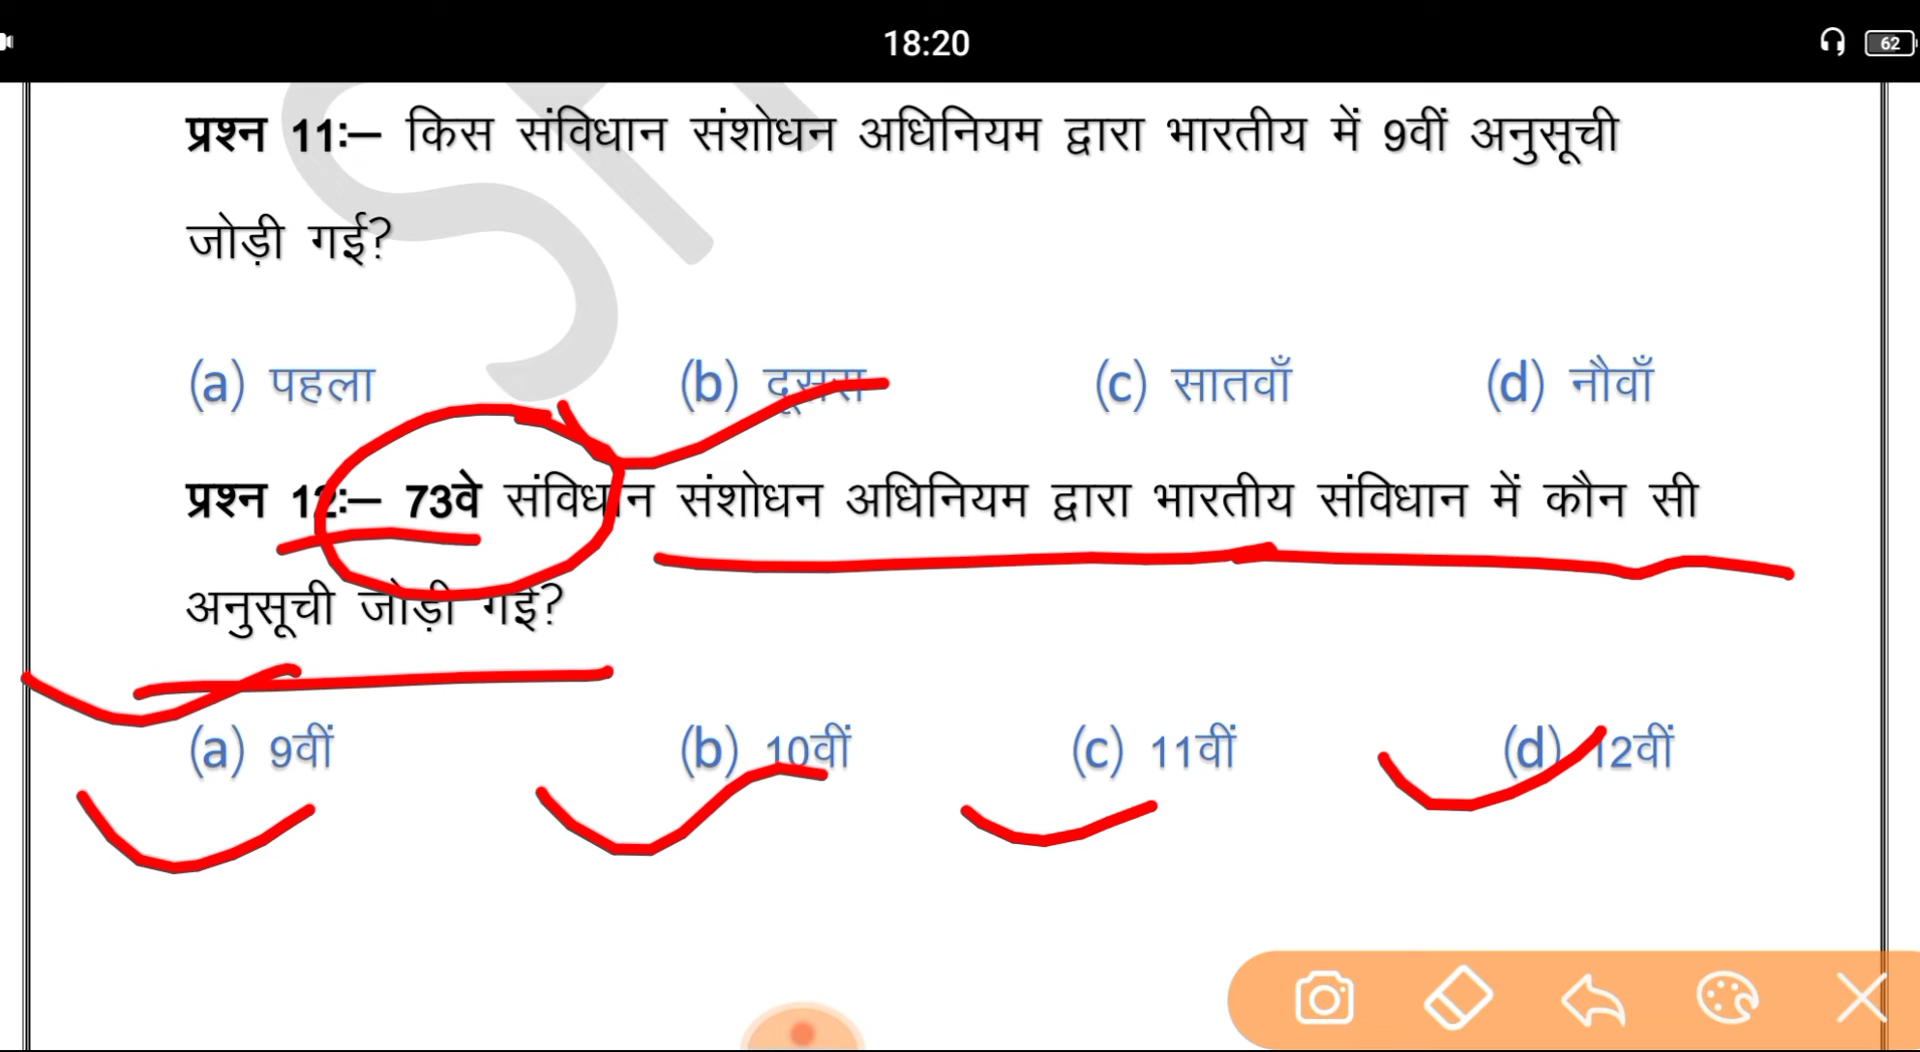 18:20
62
प्रश्न 11:– किस संविधान संशोधन अधिनियम द्वारा भारतीय में 9वीं अनुसूची
जोड़ी गई?
(a) पहला (b) दूसरा (c) सातवाँ (d) नौवाँ
प्रश्न 12:– 73वे संविधान संशोधन अधिनियम द्वारा भारतीय संविधान में कौन सी
अनुसूची जोड़ी गई?
(a) 9वीं (b) 10वीं (c) 11वीं (d) 12वीं